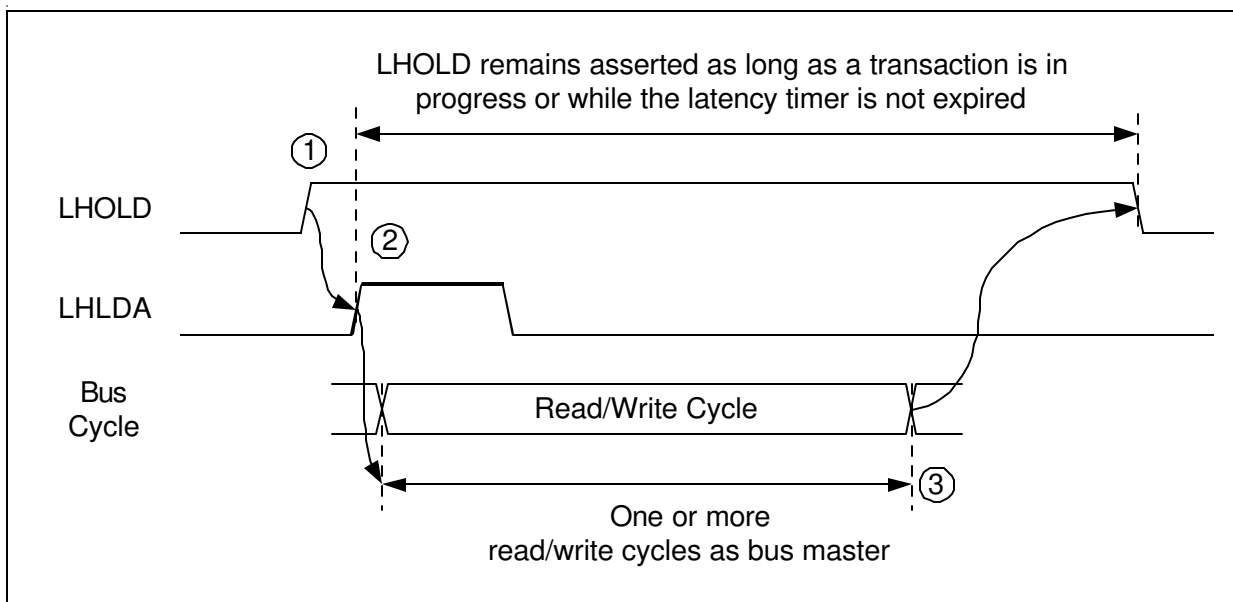 LHOLD remains asserted as long as a transaction is in
progress or while the latency timer is not expired
1
LHOLD
2
LHLDA
Bus
Cycle
Read/Write Cycle
3
One or more
read/write cycles as bus master